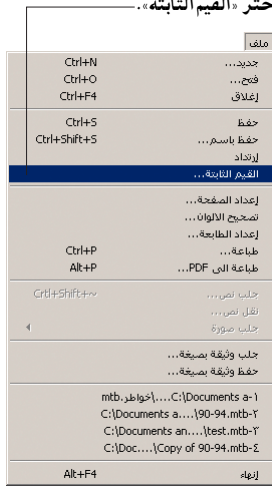 ختر «القيم الثابتة».
ملف
جديد... Ctrl+N
فتح... Ctrl+O
إغلاق Ctrl+F4
حفظ Ctrl+S
حفظ باسم... Ctrl+Shift+S
إرتداد
القيم الثابتة...
إعداد الصفحة...
تصحيح الالوان...
إعداد الطابعة...
طباعة... Ctrl+P
طباعة الى PDF... Alt+P
جلب نص... Crtl+Shift+~
نقل نص...
جلب صورة
جلب وثيقة بصيغة...
حفظ وثيقة بصيغة...
١-C:\Documents a....\خواطر.mtb
٢-C:\Documents a....\90-94.mtb
٣-C:\Documents an....\test.mtb
٤-C:\Doc....\Copy of 90-94.mtb
إنهاء Alt+F4